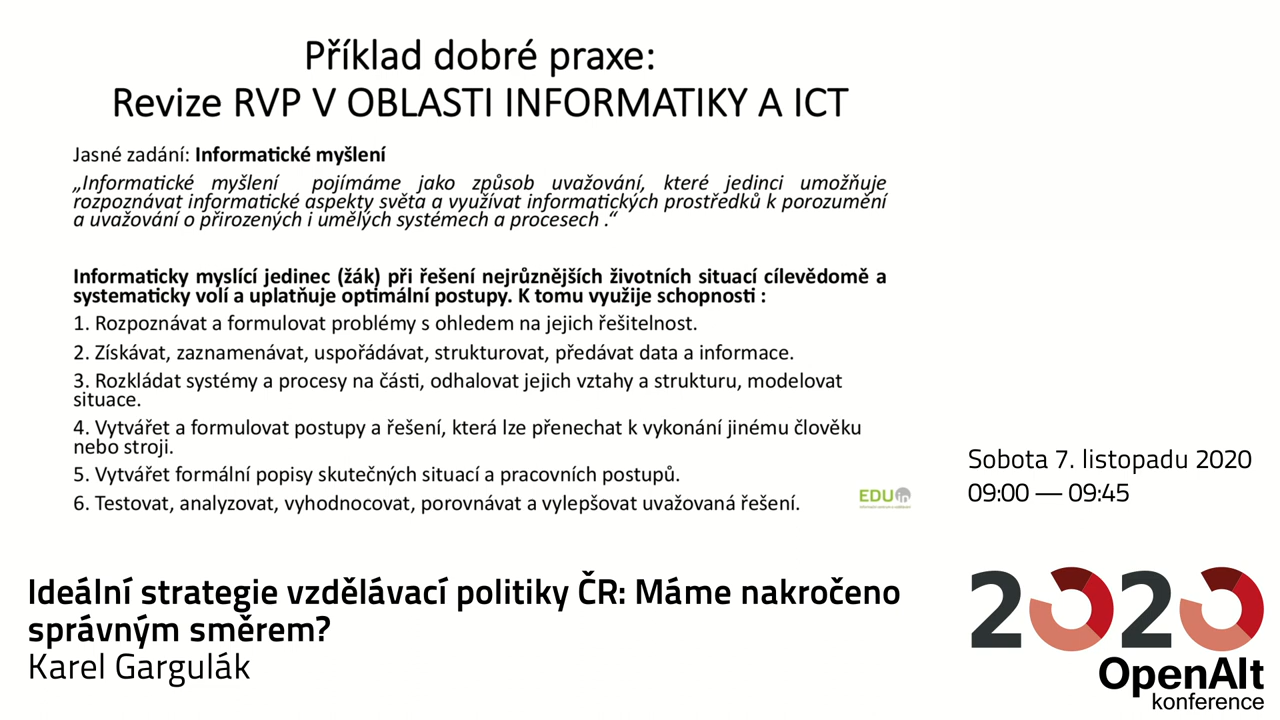 Příklad dobré praxe:
Revize RVP V OBLASTI INFORMATIKY A ICT
Jasné zadání: Informatické myšlení
„Informatické myšlení pojímáme jako způsob uvažování, které jedinci umožňuje
rozpoznávat informatické aspekty světa a využívat informatických prostředků k porozumění
a uvažování o přirozených i umělých systémech a procesech .“
Informaticky myslící jedinec (žák) při řešení nejrůznějších životních situací cílevědomě a
systematicky volí a uplatňuje optimální postupy. K tomu využije schopnosti :
1. Rozpoznávat a formulovat problémy s ohledem na jejich řešitelnost.
2. Získávat, zaznamenávat, uspořádávat, strukturovat, předávat data a informace.
3. Rozkládat systémy a procesy na části, odhalovat jejich vztahy a strukturu, modelovat
situace.
4. Vytvářet a formulovat postupy a řešení, která lze přenechat k vykonání jinému člověku
nebo stroji.
5. Vytvářet formální popisy skutečných situací a pracovních postupů.
6. Testovat, analyzovat, vyhodnocovat, porovnávat a vylepšovat uvažovaná řešení.
EDUin
Sobota 7. listopadu 2020
09:00 — 09:45
Ideální strategie vzdělávací politiky ČR: Máme nakročeno
správným směrem?
Karel Gargulák
2020
OpenAlt
konference